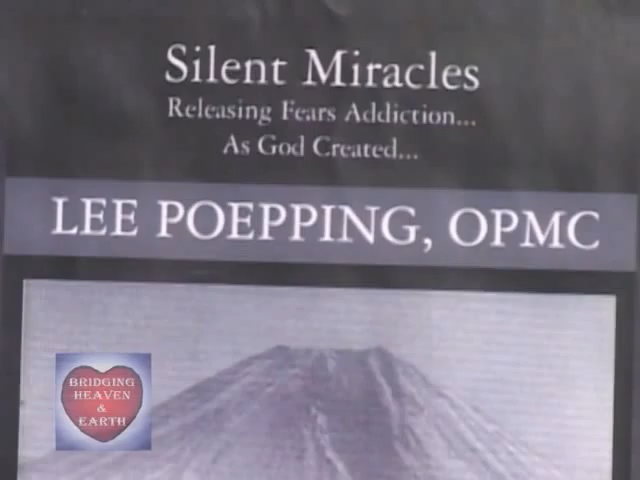 Silent Miracles
Releasing Fears Addiction...
As God Created...
LEE POEPPING, OPMC
BRIDGING
HEAVEN
&
EARTH